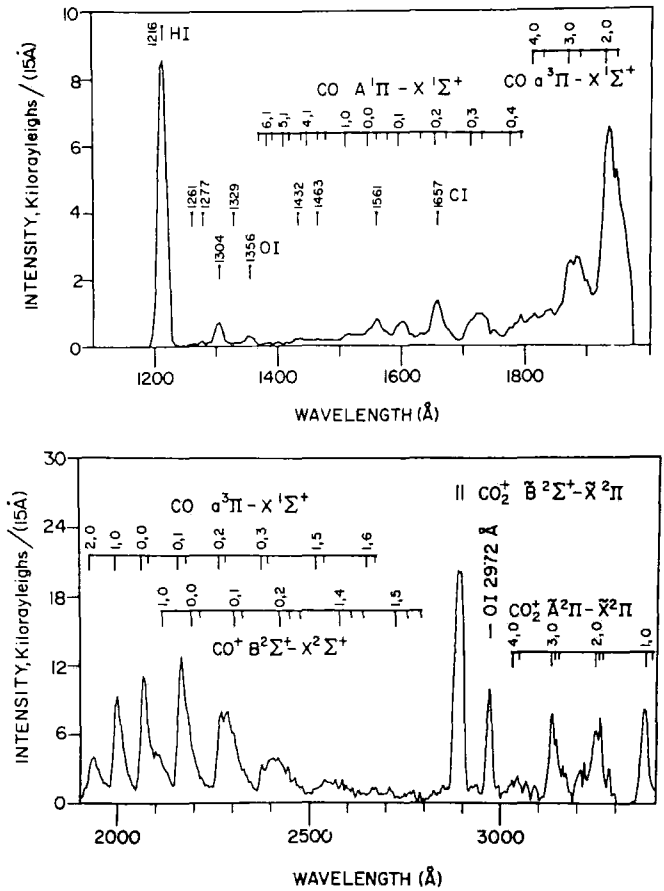 INTENSITY, Kilorayleighs/(15Å)
10
8
6
4
2
0
1216 HI
1261
1277
1329
1304
1356 OI
1432
1463
1561
1657 CI
CO A¹Π – X¹Σ⁺
6,1 5,1 4,1 1,0 0,0 0,1 0,2 0,3 0,4
4,0 3,0 2,0
CO a³Π – X¹Σ⁺
1200 1400 1600 1800
WAVELENGTH (Å)
INTENSITY, Kilorayleighs/(15Å)
30
24
18
12
6
0
CO a³Π – X¹Σ⁺
2,0 1,0 0,0 0,1 0,2 0,3 1,5 1,6
1,0 0,0 0,1 0,2 1,4 1,5
CO⁺ B²Σ⁺ – X²Σ⁺
|| CO₂⁺ B̃²Σ⁺ – X̃²Π
OI 2972 Å
CO₂⁺ Ã²Π – X̃²Π
4,0 3,0 2,0 1,0
2000 2500 3000
WAVELENGTH (Å)